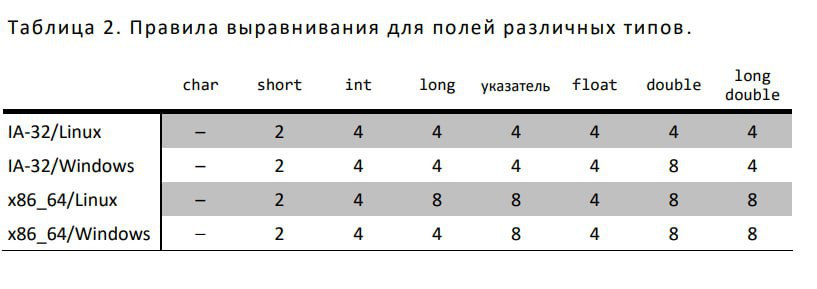 Таблица 2. Правила выравнивания для полей различных типов.
char short int long указатель float double long double
IA-32/Linux – 2 4 4 4 4 4 4
IA-32/Windows – 2 4 4 4 4 8 4
x86_64/Linux – 2 4 8 8 4 8 8
x86_64/Windows – 2 4 4 8 4 8 8